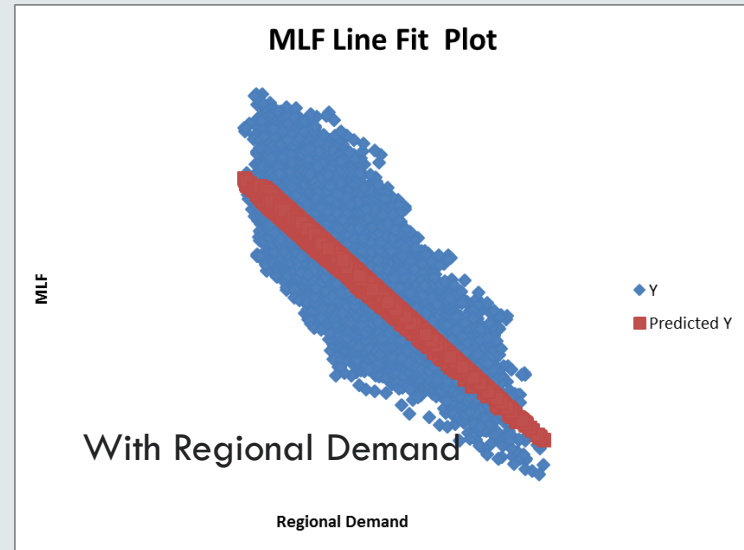 MLF Line Fit  Plot
MLF
Y
Predicted Y
With Regional Demand
Regional Demand